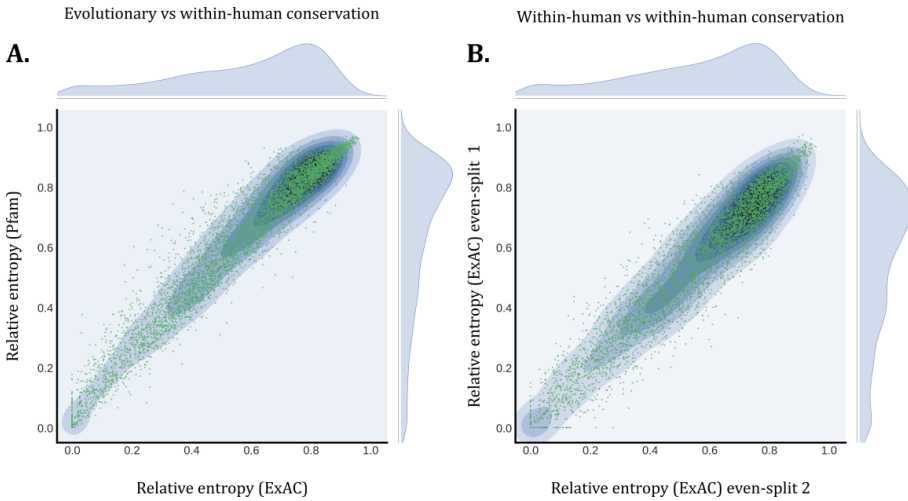 Evolutionary vs within-human conservation
A.
1.0
0.8
0.6
0.4
0.2
0.0
Relative entropy (Pfam)
0.0 0.2 0.4 0.6 0.8 1.0
Relative entropy (ExAC)
Within-human vs within-human conservation
B.
1.0
0.8
0.6
0.4
0.2
0.0
Relative entropy (ExAC) even-split 1
0.0 0.2 0.4 0.6 0.8 1.0
Relative entropy (ExAC) even-split 2